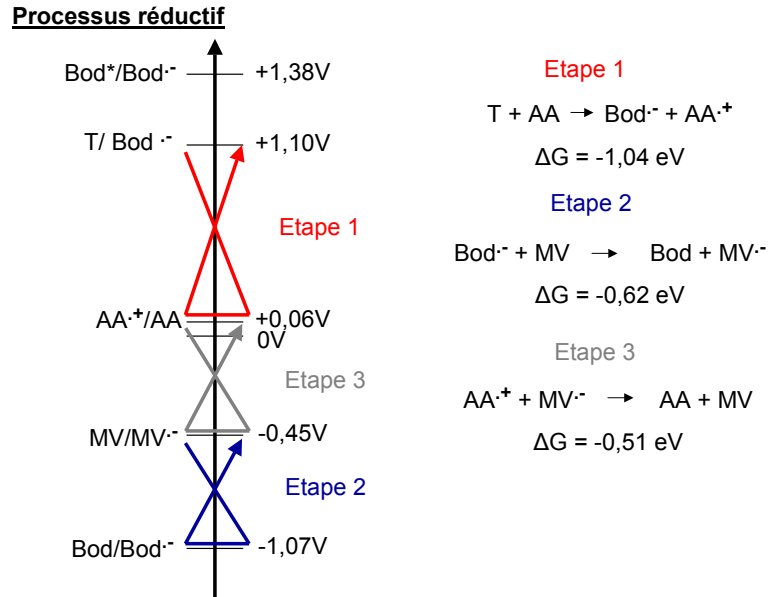 Processus réductif
Bod*/Bod·- +1,38V
T/ Bod ·- +1,10V
Etape 1
AA·+/AA +0,06V
0V
Etape 3
MV/MV·- -0,45V
Etape 2
Bod/Bod·- -1,07V
Etape 1
T + AA → Bod·- + AA·+
ΔG = -1,04 eV
Etape 2
Bod·- + MV → Bod + MV·-
ΔG = -0,62 eV
Etape 3
AA·+ + MV·- → AA + MV
ΔG = -0,51 eV